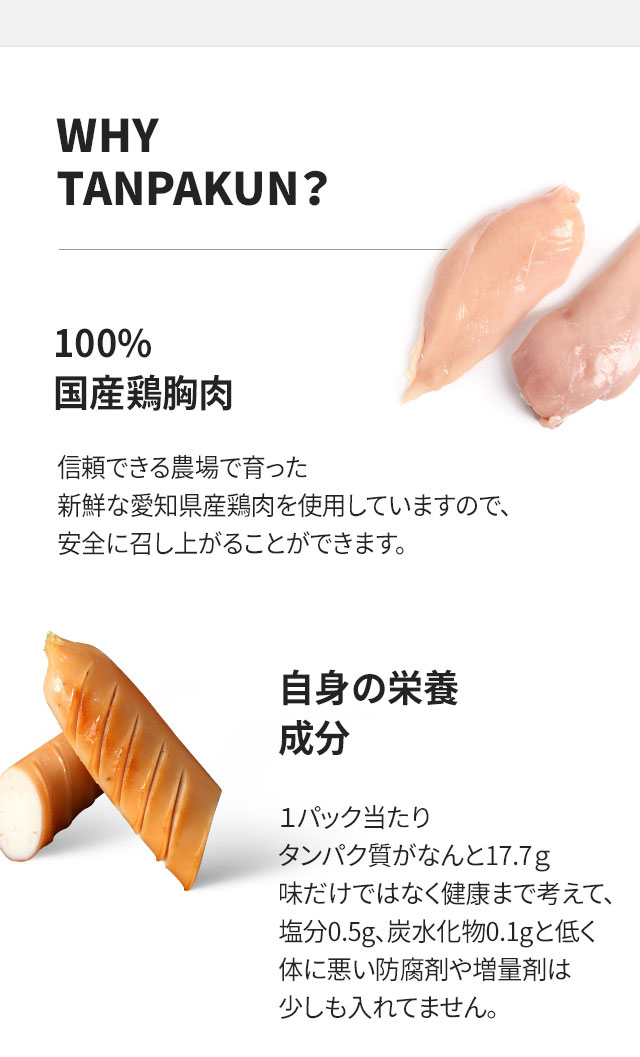 WHY
TANPAKUN?
100%
国産鶏胸肉
信頼できる農場で育った
新鮮な愛知県産鶏肉を使用していますので、
安全に召し上がることができます。
自身の栄養
成分
１パック当たり
タンパク質がなんと17.7ｇ
味だけではなく健康まで考えて、
塩分0.5g、炭水化物0.1gと低く
体に悪い防腐剤や増量剤は
少しも入れてません。